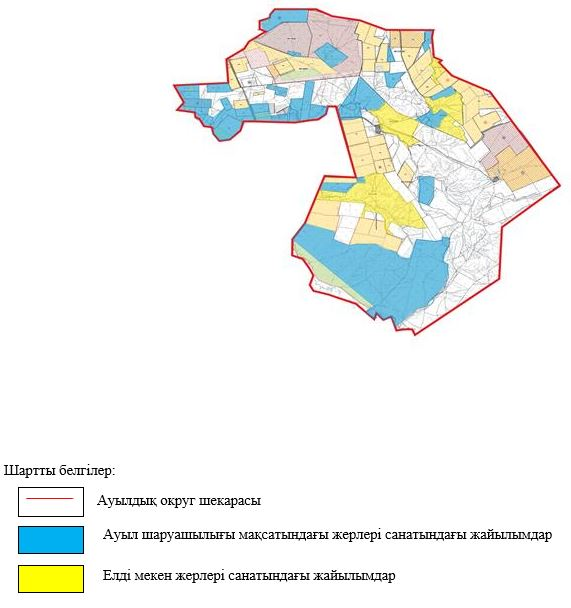 Шартты белгілер:
Ауылдық округ шекарасы
Ауыл шаруашылығы мақсатындағы жерлері санатындағы жайылымдар
Елді мекен жерлері санатындағы жайылымдар